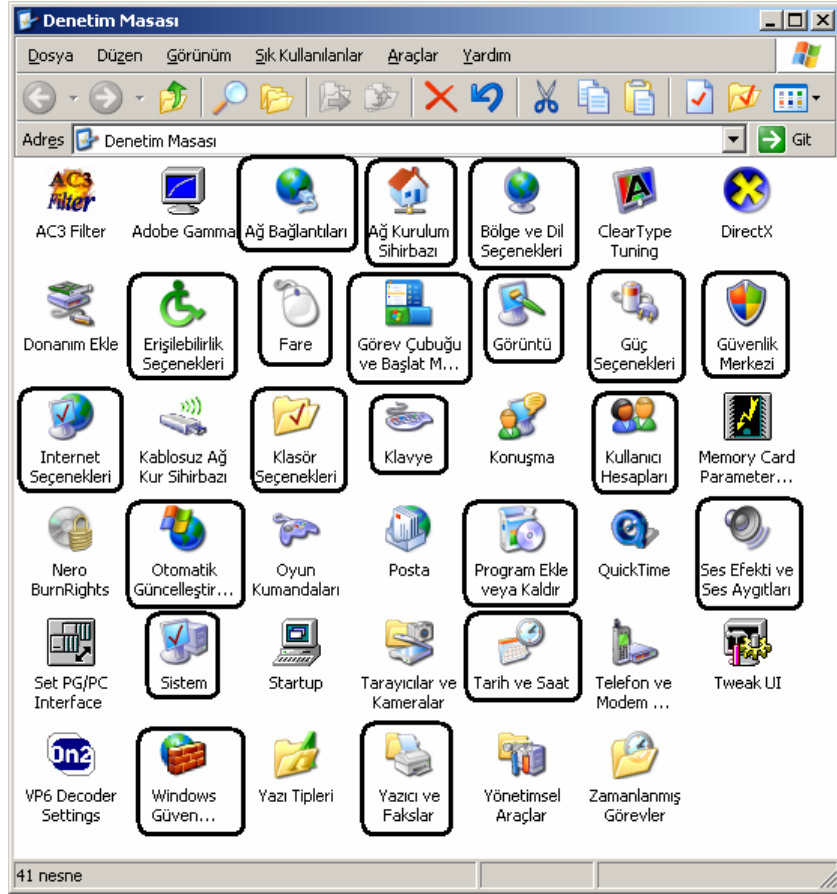 Denetim Masası
Dosya Düzen Görünüm Sık Kullanılanlar Araçlar Yardım
Adres Denetim Masası Git
AC3 Filter
AC3 Filter
Adobe Gamma
Ağ Bağlantıları
Ağ Kurulum
Sihirbazı
Bölge ve Dil
Seçenekleri
ClearType
Tuning
DirectX
Donanım Ekle
Erişilebilirlik
Seçenekleri
Fare
Görev Çubuğu
ve Başlat M...
Görüntü
Güç
Seçenekleri
Güvenlik
Merkezi
Internet
Seçenekleri
Kablosuz Ağ
Kur Sihirbazı
Klasör
Seçenekleri
Klavye
Konuşma
Kullanıcı
Hesapları
Memory Card
Parameter...
Nero
BurnRights
Otomatik
Güncelleştir...
Oyun
Kumandaları
Posta
Program Ekle
veya Kaldır
QuickTime
Ses Efekti ve
Ses Aygıtları
Set PG/PC
Interface
Sistem
Startup
Tarayıcılar ve
Kameralar
Tarih ve Saat
Telefon ve
Modem ...
Tweak UI
On2
VP6 Decoder
Settings
Windows
Güven...
Yazı Tipleri
Yazıcı ve
Fakslar
Yönetimsel
Araçlar
Zamanlanmış
Görevler
41 nesne